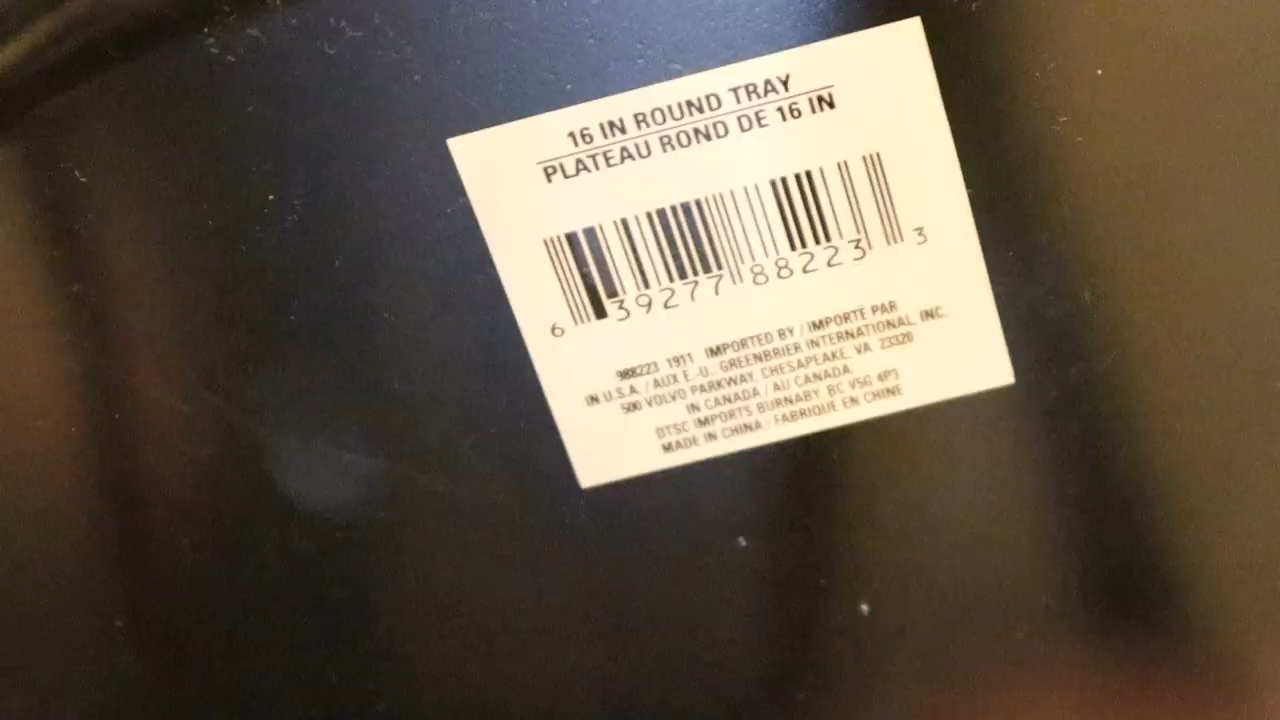 16 IN ROUND TRAY
PLATEAU ROND DE 16 IN
6 39277 88223 3
988223 1911 IMPORTED BY / IMPORTÉ PAR
IN U.S.A. / AUX E.-U.. GREENBRIER INTERNATIONAL, INC.
500 VOLVO PARKWAY, CHESAPEAKE, VA 23320
IN CANADA / AU CANADA
DTSC IMPORTS BURNABY, BC V5G 4P3
MADE IN CHINA / FABRIQUÉ EN CHINE